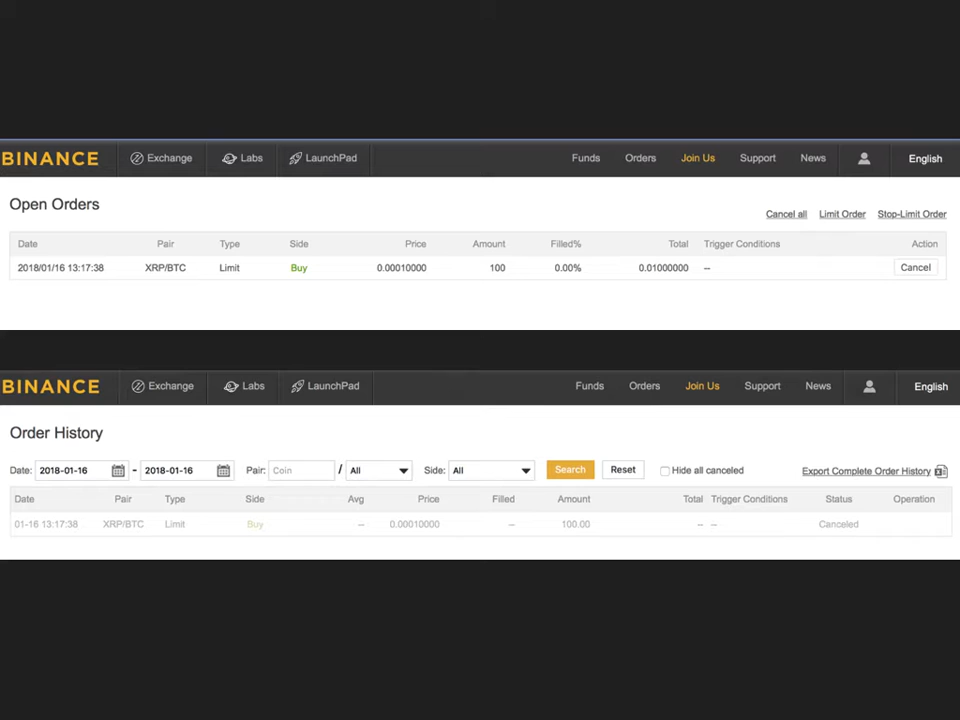 BINANCE Exchange Labs LaunchPad Funds Orders Join Us Support News English
Open Orders
Cancel all Limit Order Stop-Limit Order
Date Pair Type Side Price Amount Filled% Total Trigger Conditions Action
2018/01/16 13:17:38 XRP/BTC Limit Buy 0.00010000 100 0.00% 0.01000000 -- Cancel
BINANCE Exchange Labs LaunchPad Funds Orders Join Us Support News English
Order History
Date: 2018-01-16 - 2018-01-16 Pair: Coin / All Side: All Search Reset Hide all canceled Export Complete Order History
Date Pair Type Side Avg Price Filled Amount Total Trigger Conditions Status Operation
01-16 13:17:38 XRP/BTC Limit Buy -- 0.00010000 -- 100.00 -- -- Canceled